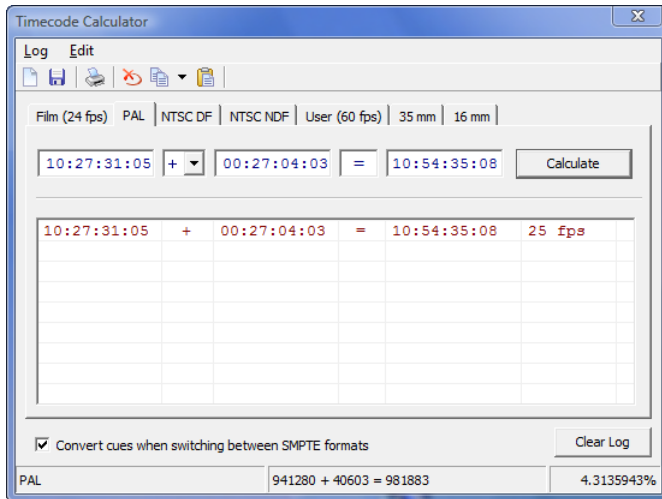 Timecode Calculator
Log Edit
Film (24 fps) PAL NTSC DF NTSC NDF User (60 fps) 35 mm 16 mm
10:27:31:05 + 00:27:04:03 = 10:54:35:08 Calculate
10:27:31:05 + 00:27:04:03 = 10:54:35:08 25 fps
Convert cues when switching between SMPTE formats Clear Log
PAL 941280 + 40603 = 981883 4.3135943%